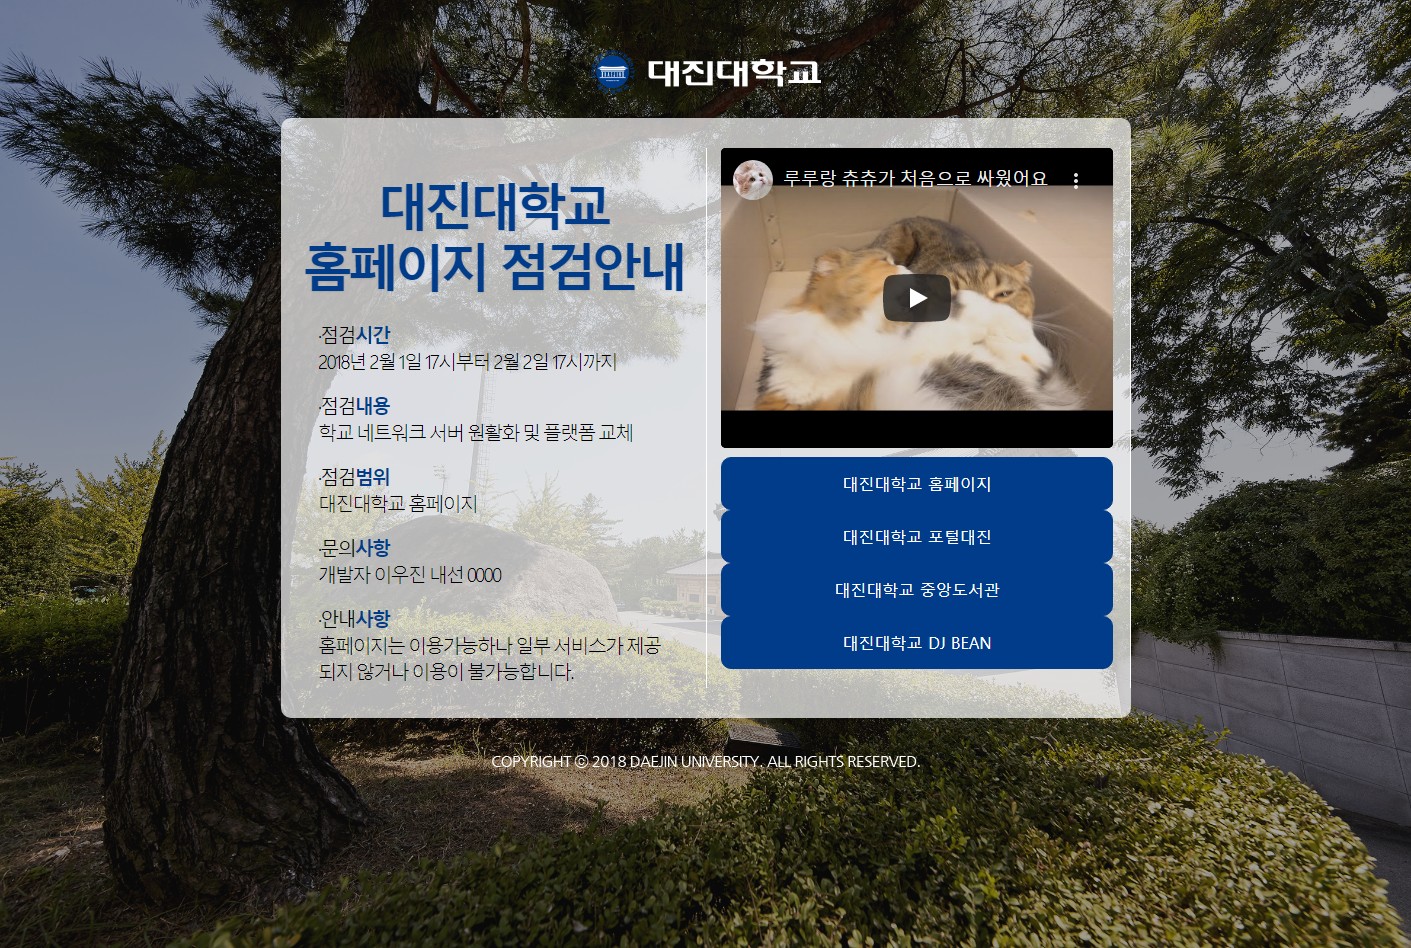 대진대학교
대진대학교
홈페이지 점검안내
·점검시간
2018년 2월 1일 17시부터 2월 2일 17시까지
·점검내용
학교 네트워크 서버 원활화 및 플랫폼 교체
·점검범위
대진대학교 홈페이지
·문의사항
개발자 이우진 내선 0000
·안내사항
홈페이지는 이용가능하나 일부 서비스가 제공
되지 않거나 이용이 불가능합니다.
루루랑 츄츄가 처음으로 싸웠어요
대진대학교 홈페이지
대진대학교 포털대진
대진대학교 중앙도서관
대진대학교 DJ BEAN
COPYRIGHT ⓒ 2018 DAEJIN UNIVERSITY. ALL RIGHTS RESERVED.